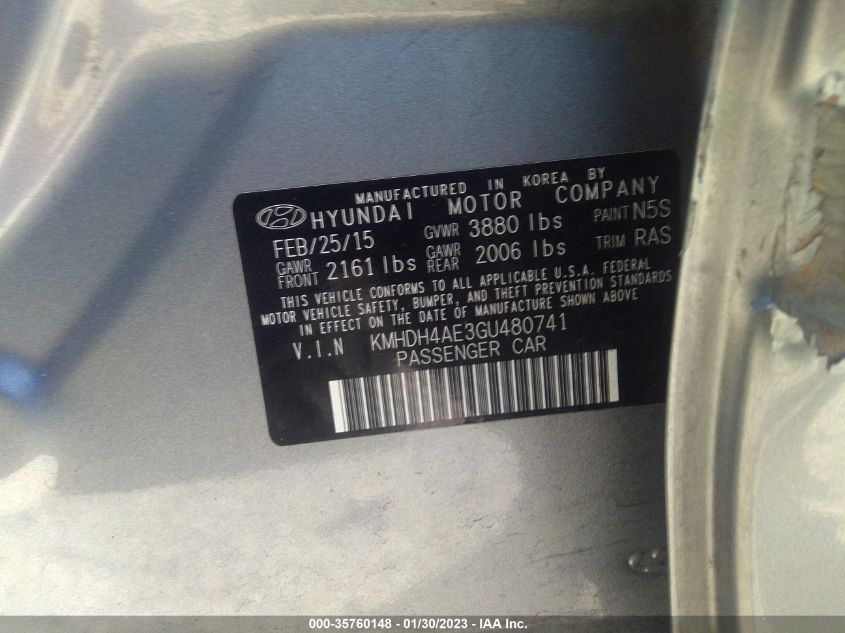 MANUFACTURED IN KOREA BY
HYUNDAI MOTOR COMPANY
FEB/25/15 GVWR 3880 lbs PAINT N5S
GAWR FRONT 2161 lbs GAWR REAR 2006 lbs TRIM RAS
THIS VEHICLE CONFORMS TO ALL APPLICABLE U.S.A. FEDERAL
MOTOR VEHICLE SAFETY, BUMPER, AND THEFT PREVENTION STANDARDS
IN EFFECT ON THE DATE OF MANUFACTURE SHOWN ABOVE
V.I.N KMHDH4AE3GU480741
PASSENGER CAR
000-35760148 - 01/30/2023 - IAA Inc.